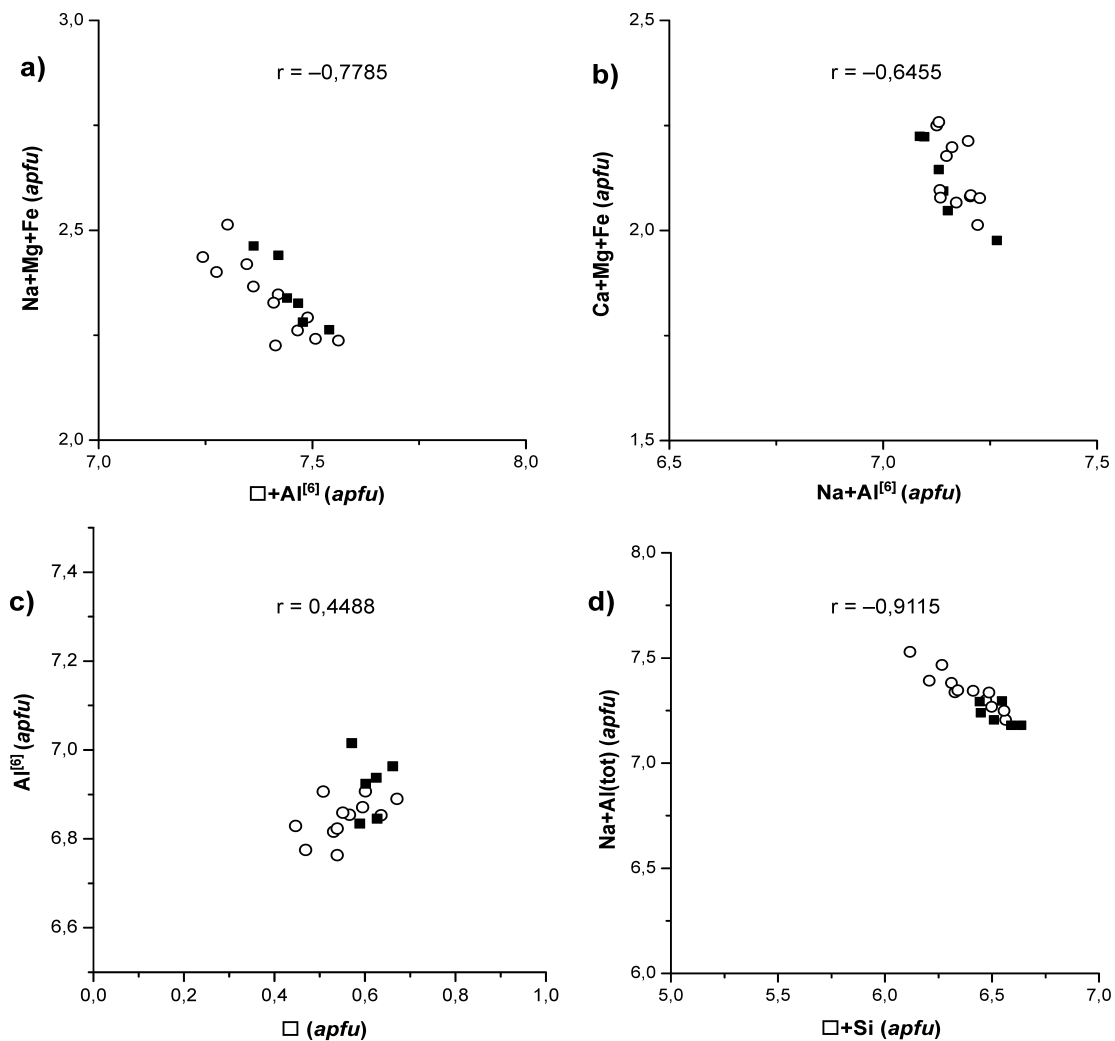 a)
r = –0,7785
3,0
2,5
2,0
Na+Mg+Fe (apfu)
7,0 7,5 8,0
□+Al[6] (apfu)
b)
r = –0,6455
2,5
2,0
1,5
Ca+Mg+Fe (apfu)
6,5 7,0 7,5
Na+Al[6] (apfu)
c)
r = 0,4488
7,4
7,2
7,0
6,8
6,6
Al[6] (apfu)
0,0 0,2 0,4 0,6 0,8 1,0
□ (apfu)
d)
r = –0,9115
8,0
7,5
7,0
6,5
6,0
Na+Al(tot) (apfu)
5,0 5,5 6,0 6,5 7,0
□+Si (apfu)